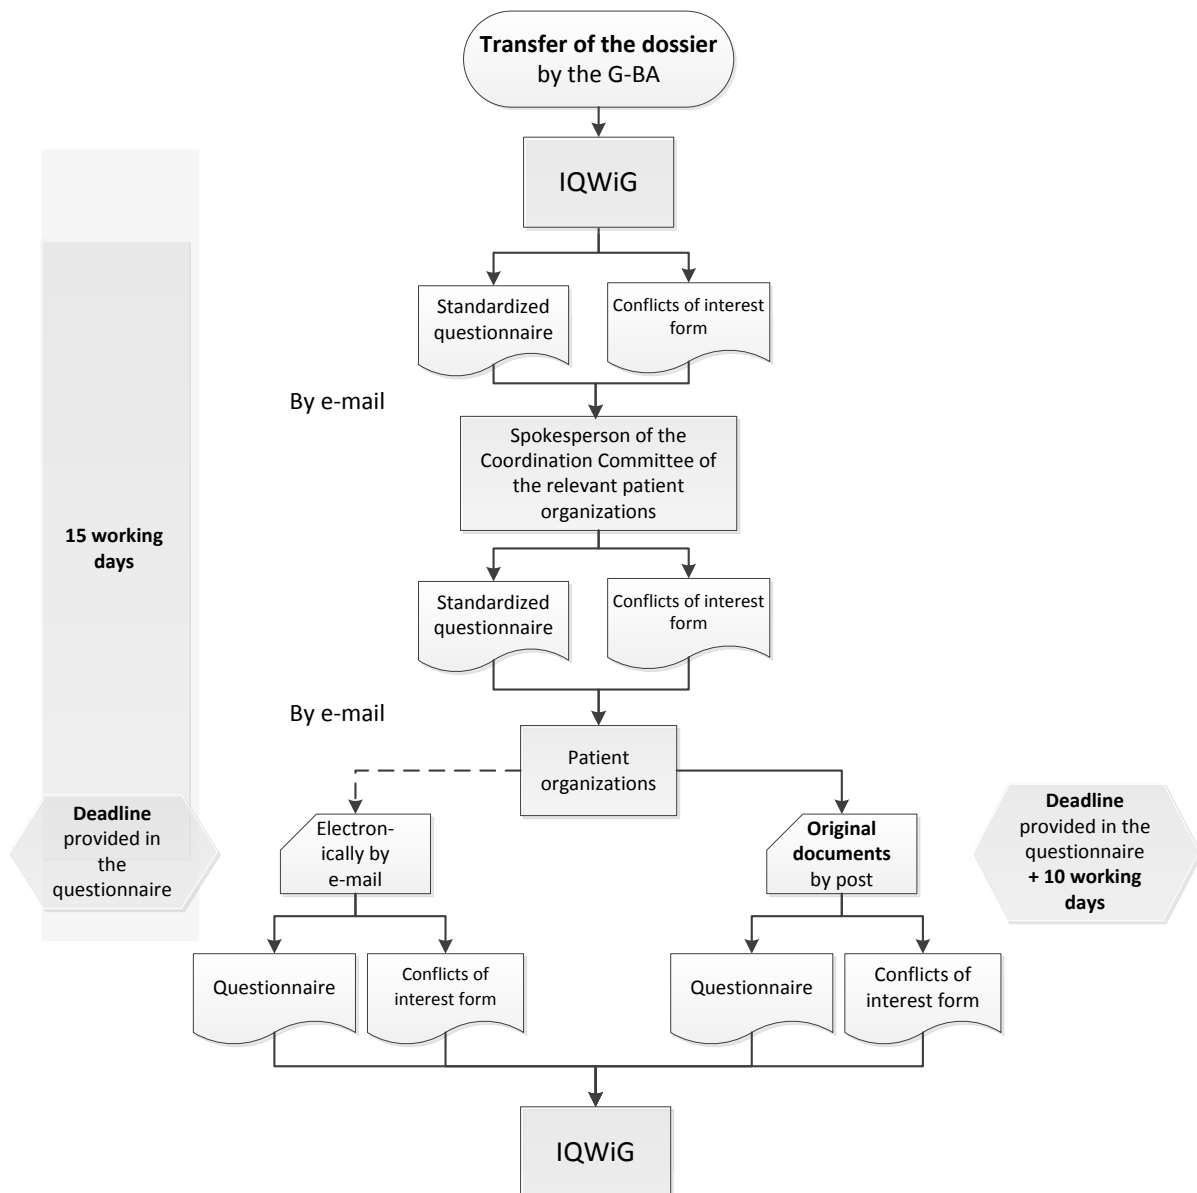 Transfer of the dossier
by the G-BA
IQWiG
Standardized
questionnaire
Conflicts of interest
form
By e-mail
Spokesperson of the
Coordination Committee of
the relevant patient
organizations
15 working
days
Standardized
questionnaire
Conflicts of interest
form
By e-mail
Patient
organizations
Deadline
provided in
the
questionnaire
Electron-
ically by
e-mail
Original
documents
by post
Deadline
provided in the
questionnaire
+ 10 working
days
Questionnaire
Conflicts of
interest form
Questionnaire
Conflicts of
interest form
IQWiG